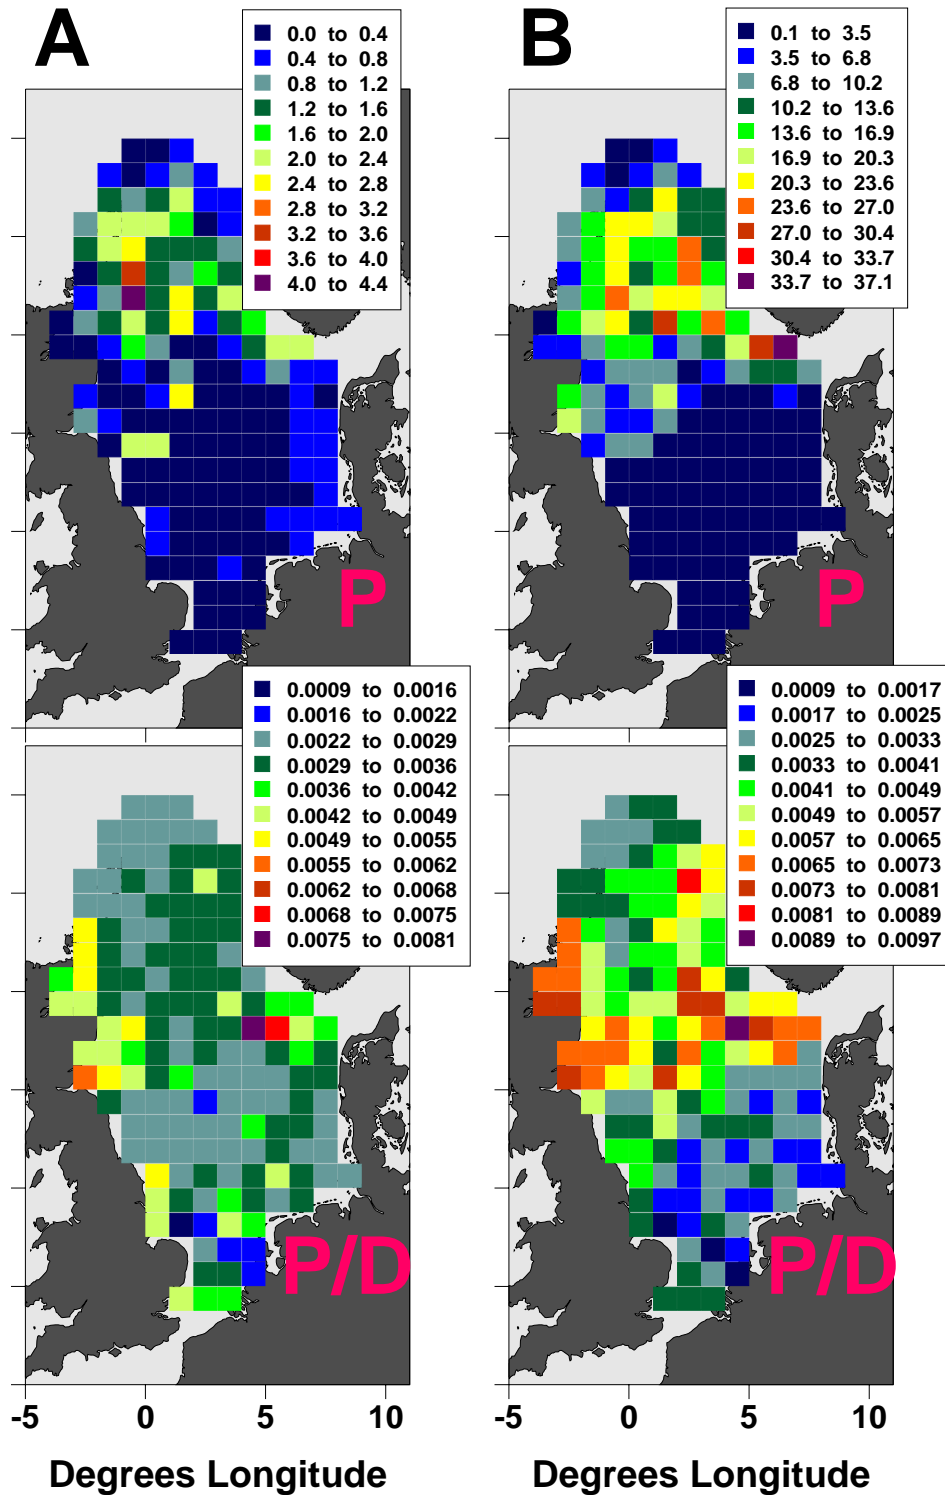 A
0.0 to 0.4
0.4 to 0.8
0.8 to 1.2
1.2 to 1.6
1.6 to 2.0
2.0 to 2.4
2.4 to 2.8
2.8 to 3.2
3.2 to 3.6
3.6 to 4.0
4.0 to 4.4
P
B
0.1 to 3.5
3.5 to 6.8
6.8 to 10.2
10.2 to 13.6
13.6 to 16.9
16.9 to 20.3
20.3 to 23.6
23.6 to 27.0
27.0 to 30.4
30.4 to 33.7
33.7 to 37.1
P
0.0009 to 0.0016
0.0016 to 0.0022
0.0022 to 0.0029
0.0029 to 0.0036
0.0036 to 0.0042
0.0042 to 0.0049
0.0049 to 0.0055
0.0055 to 0.0062
0.0062 to 0.0068
0.0068 to 0.0075
0.0075 to 0.0081
P/D
-5 0 5 10
Degrees Longitude
0.0009 to 0.0017
0.0017 to 0.0025
0.0025 to 0.0033
0.0033 to 0.0041
0.0041 to 0.0049
0.0049 to 0.0057
0.0057 to 0.0065
0.0065 to 0.0073
0.0073 to 0.0081
0.0081 to 0.0089
0.0089 to 0.0097
P/D
-5 0 5 10
Degrees Longitude